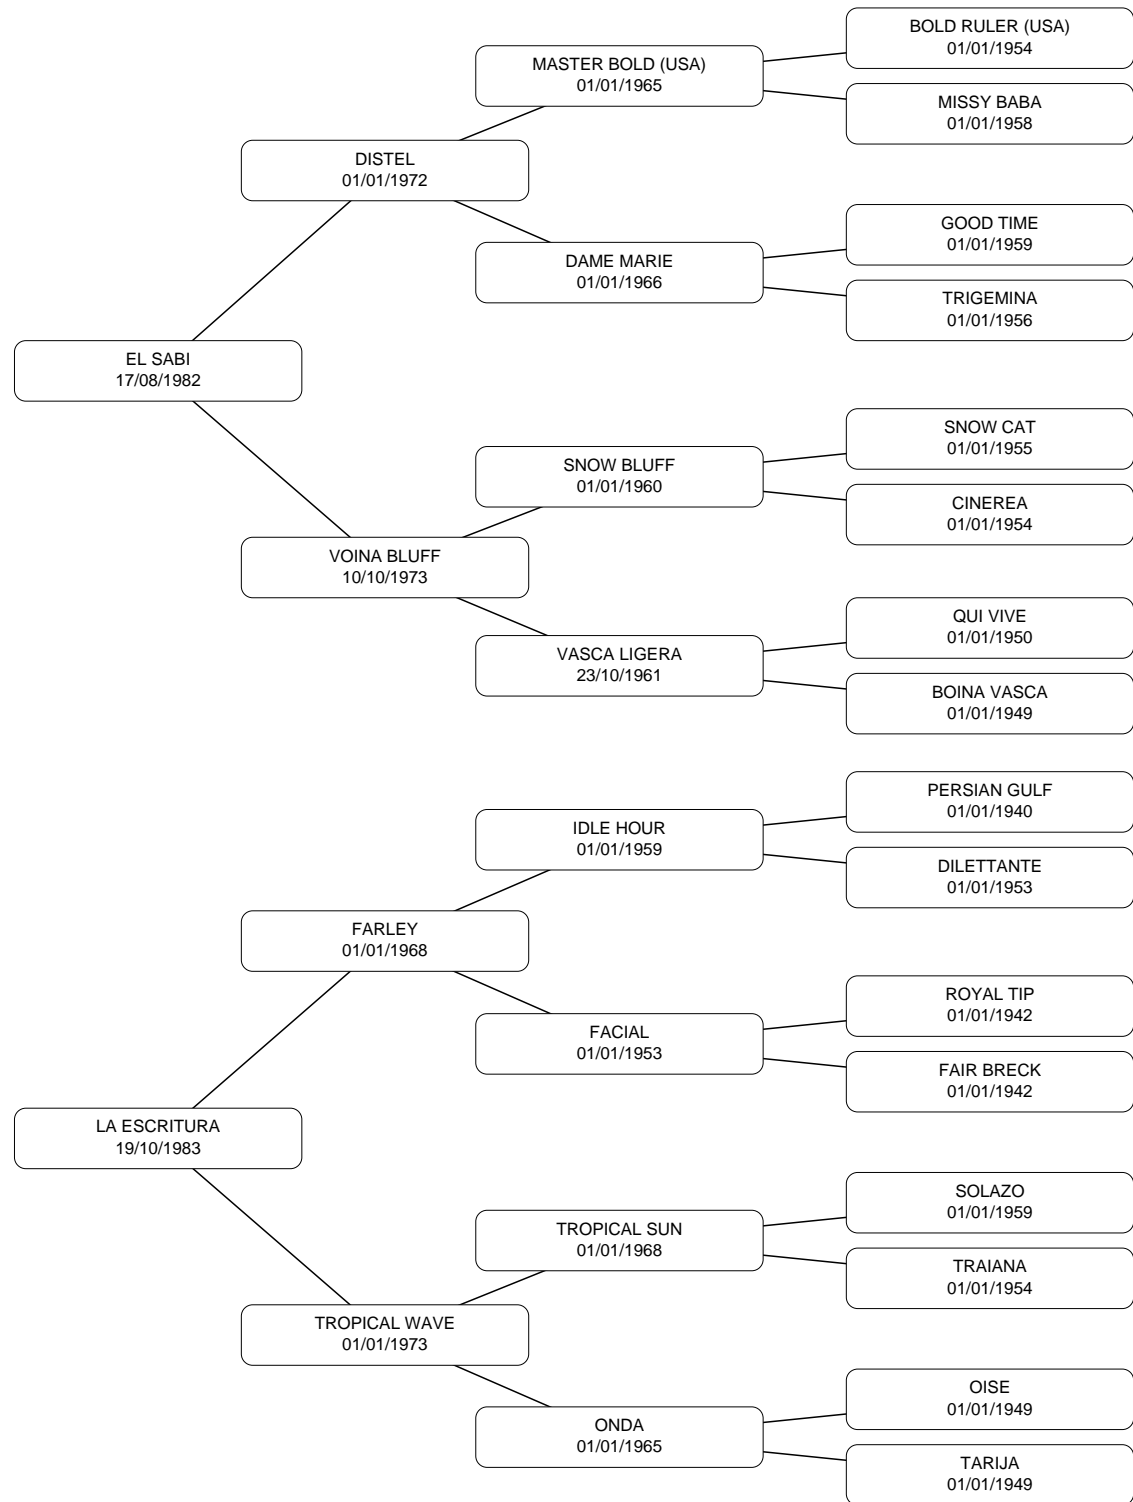 BOLD RULER (USA)
01/01/1954
MASTER BOLD (USA)
01/01/1965
MISSY BABA
01/01/1958
DISTEL
01/01/1972
GOOD TIME
01/01/1959
DAME MARIE
01/01/1966
TRIGEMINA
01/01/1956
EL SABI
17/08/1982
SNOW CAT
01/01/1955
SNOW BLUFF
01/01/1960
CINEREA
01/01/1954
VOINA BLUFF
10/10/1973
QUI VIVE
01/01/1950
VASCA LIGERA
23/10/1961
BOINA VASCA
01/01/1949
PERSIAN GULF
01/01/1940
IDLE HOUR
01/01/1959
DILETTANTE
01/01/1953
FARLEY
01/01/1968
ROYAL TIP
01/01/1942
FACIAL
01/01/1953
FAIR BRECK
01/01/1942
LA ESCRITURA
19/10/1983
SOLAZO
01/01/1959
TROPICAL SUN
01/01/1968
TRAIANA
01/01/1954
TROPICAL WAVE
01/01/1973
OISE
01/01/1949
ONDA
01/01/1965
TARIJA
01/01/1949